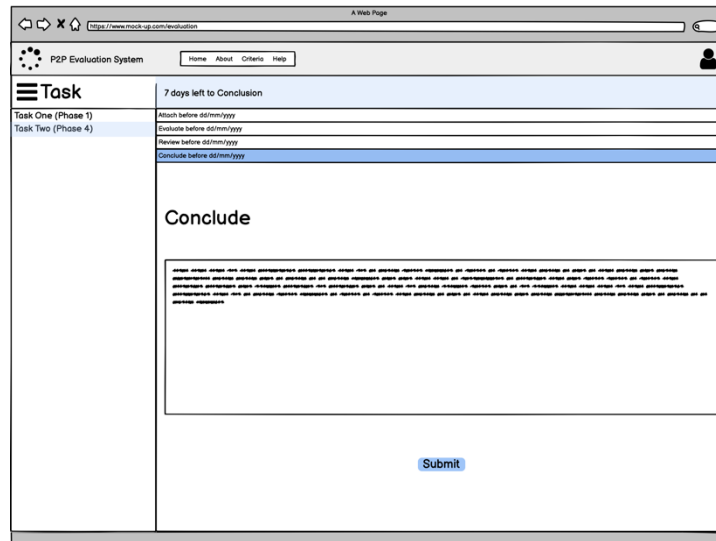 A Web Page
https://www.mock-up.com/evaluation
P2P Evaluation System
Home About Criteria Help
Task
7 days left to Conclusion
Task One (Phase 1)
Task Two (Phase 4)
Attach before dd/mm/yyyy
Evaluate before dd/mm/yyyy
Review before dd/mm/yyyy
Conclude before dd/mm/yyyy
Conclude
Submit